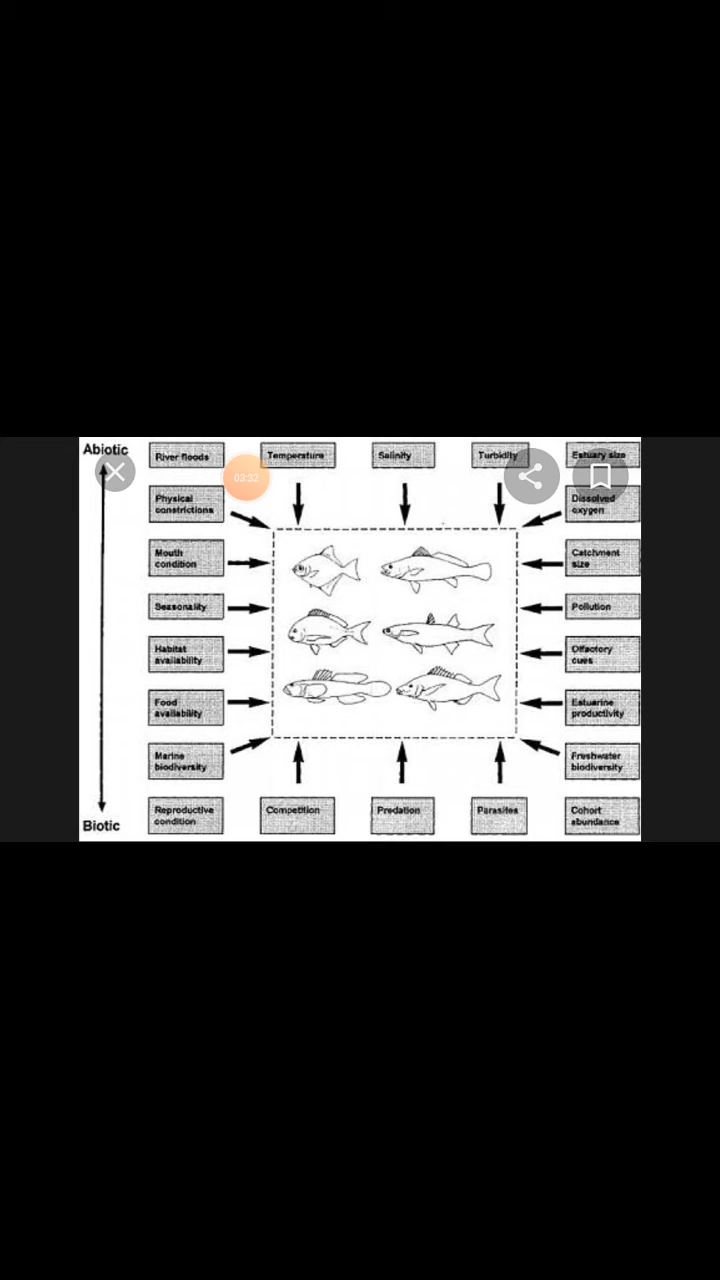 Abiotic
River floods
Temperature
Salinity
Turbidity
Estuary size
03:32
Physical
constrictions
Dissolved
oxygen
Mouth
condition
Catchment
size
Seasonality
Pollution
Habitat
availability
Olfactory
cues
Food
availability
Estuarine
productivity
Marine
biodiversity
Freshwater
biodiversity
Reproductive
condition
Competition
Predation
Parasites
Cohort
abundance
Biotic